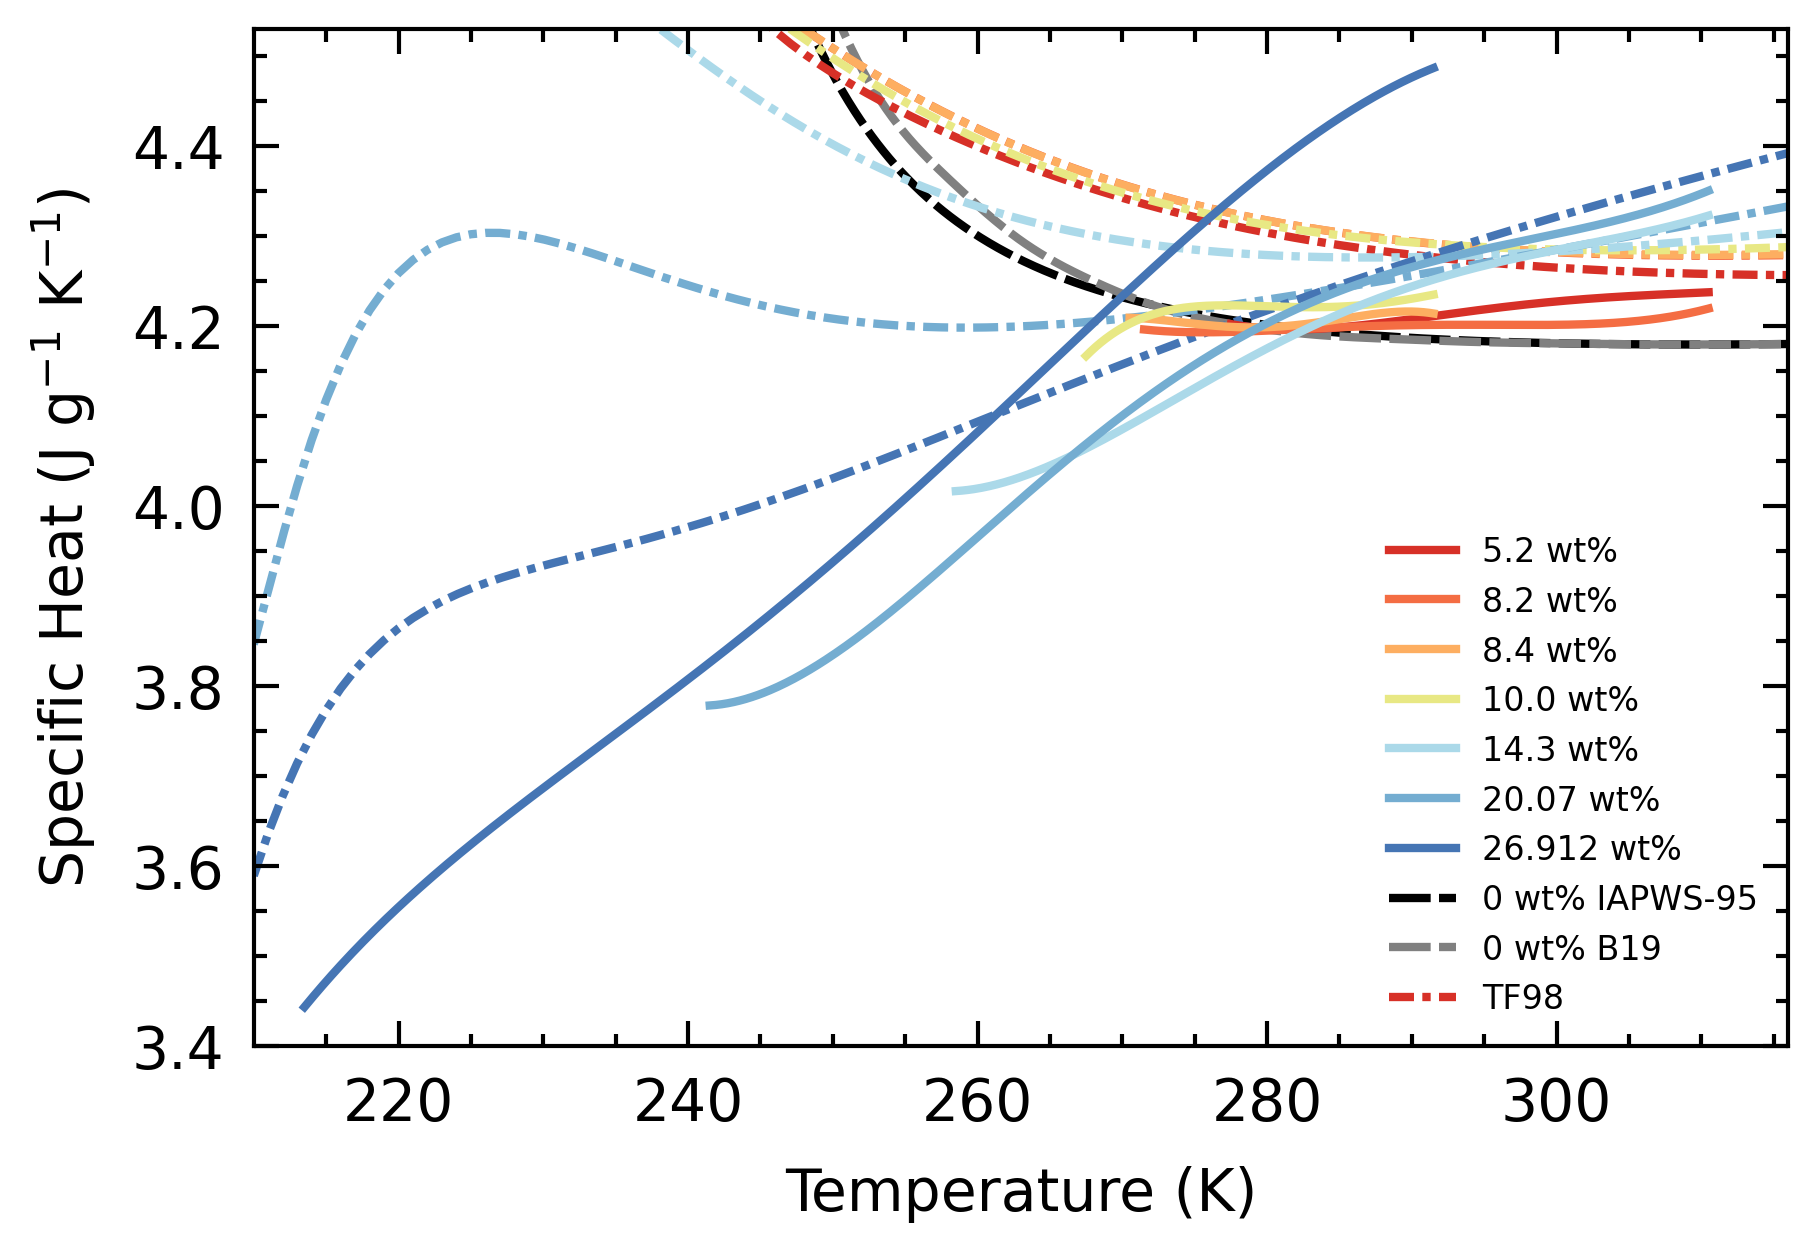 Specific Heat (J g⁻¹ K⁻¹)
4.4
4.2
4.0
3.8
3.6
3.4
220 240 260 280 300
Temperature (K)
5.2 wt%
8.2 wt%
8.4 wt%
10.0 wt%
14.3 wt%
20.07 wt%
26.912 wt%
0 wt% IAPWS-95
0 wt% B19
TF98